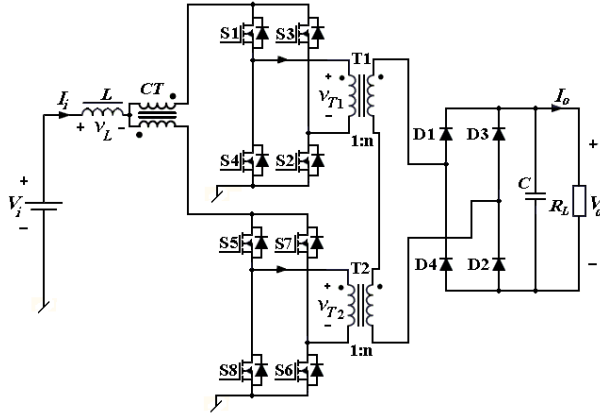 S1
S3
T1
I_i
L
CT
I_o
v_T1
+
−
+
v_L
−
D1
D3
+
1:n
S4
S2
+
V_i
−
C
R_L
S5
S7
T2
D4
D2
−
+
v_T2
−
1:n
S8
S6